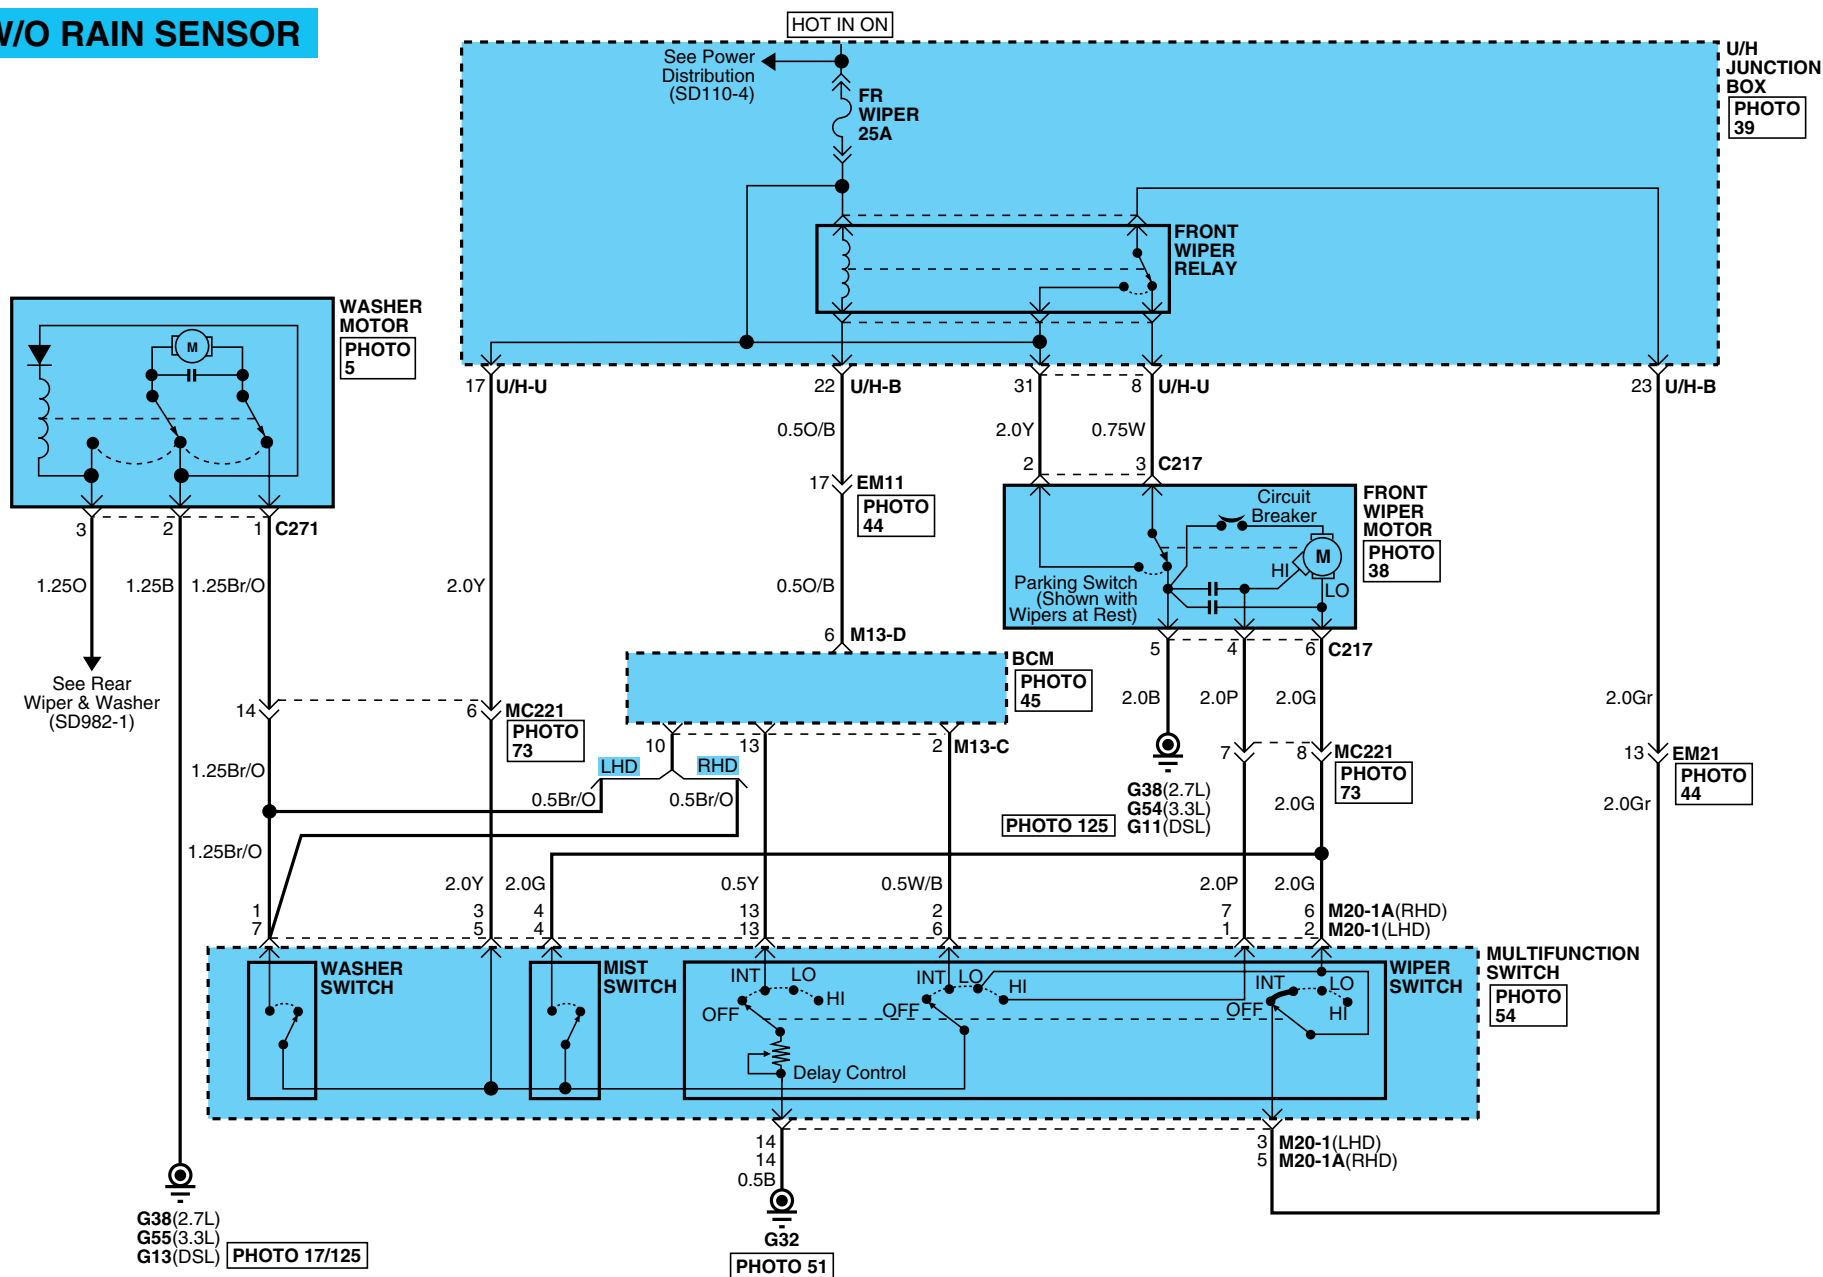 W/O RAIN SENSOR
HOT IN ON
See Power
Distribution
(SD110-4)
FR
WIPER
25A
U/H
JUNCTION
BOX
PHOTO
39
FRONT
WIPER
RELAY
WASHER
MOTOR
PHOTO
5
M
17 U/H-U
22 U/H-B
31
8 U/H-U
23 U/H-B
0.5O/B
2.0Y
0.75W
2
3 C217
17 EM11
PHOTO
44
Circuit
Breaker
FRONT
WIPER
MOTOR
PHOTO
38
M
HI
LO
Parking Switch
(Shown with
Wipers at Rest)
3
2
1 C271
1.25O
1.25B
1.25Br/O
2.0Y
0.5O/B
6 M13-D
BCM
PHOTO
45
5
4
6 C217
See Rear
Wiper & Washer
(SD982-1)
14
6 MC221
PHOTO
73
2.0B
2.0P
2.0G
2.0Gr
10
13
2 M13-C
LHD
RHD
7
8 MC221
PHOTO
73
13 EM21
PHOTO
44
1.25Br/O
0.5Br/O
0.5Br/O
G38(2.7L)
G54(3.3L)
G11(DSL)
PHOTO 125
2.0G
2.0Gr
1.25Br/O
2.0Y
2.0G
0.5Y
0.5W/B
2.0P
2.0G
1
3
4
13
2
7
6 M20-1A(RHD)
7
5
4
13
6
1
2 M20-1(LHD)
MULTIFUNCTION
SWITCH
PHOTO
54
WASHER
SWITCH
MIST
SWITCH
WIPER
SWITCH
INT
LO
HI
OFF
INT
LO
HI
OFF
INT
LO
HI
OFF
Delay Control
14
14
0.5B
3 M20-1(LHD)
5 M20-1A(RHD)
G38(2.7L)
G55(3.3L)
G13(DSL)
PHOTO 17/125
G32
PHOTO 51